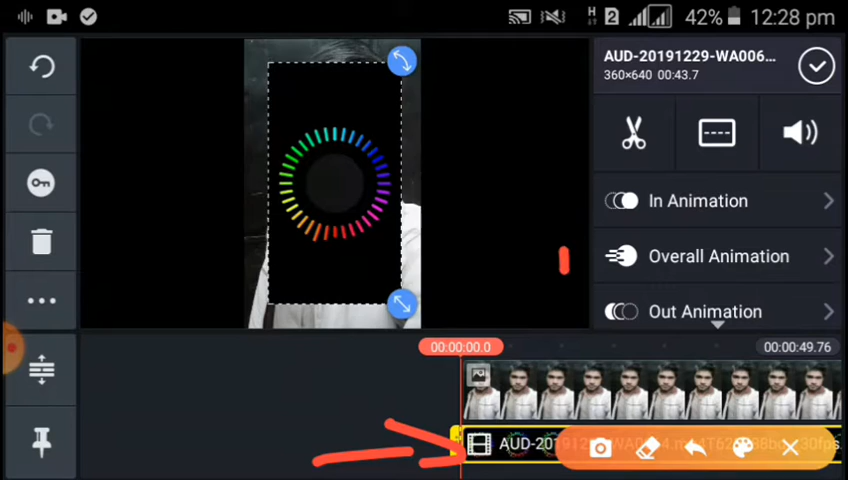 42% 12:28 pm
AUD-20191229-WA006...
360×640 00:43.7
In Animation
Overall Animation
Out Animation
00:00:00.0
00:00:49.76